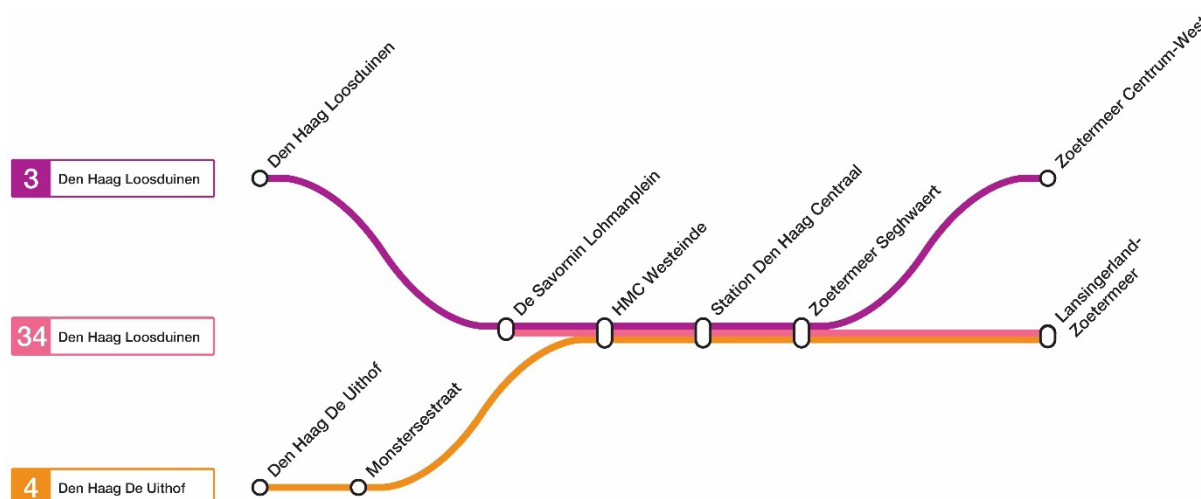 3 Den Haag Loosduinen
34 Den Haag Loosduinen
4 Den Haag De Uithof
Den Haag Loosduinen
De Savornin Lohmanplein
HMC Westeinde
Station Den Haag Centraal
Zoetermeer Seghwaert
Zoetermeer Centrum-West
Lansingerland-
Zoetermeer
Den Haag De Uithof
Monstersestraat